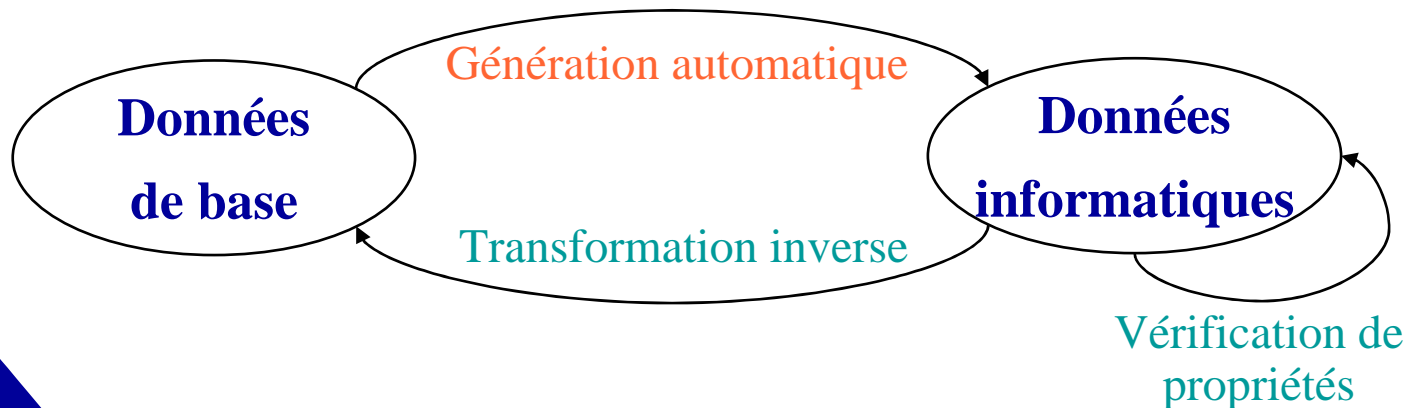 Génération automatique
Données
de base
Données
informatiques
Transformation inverse
Vérification de
propriétés